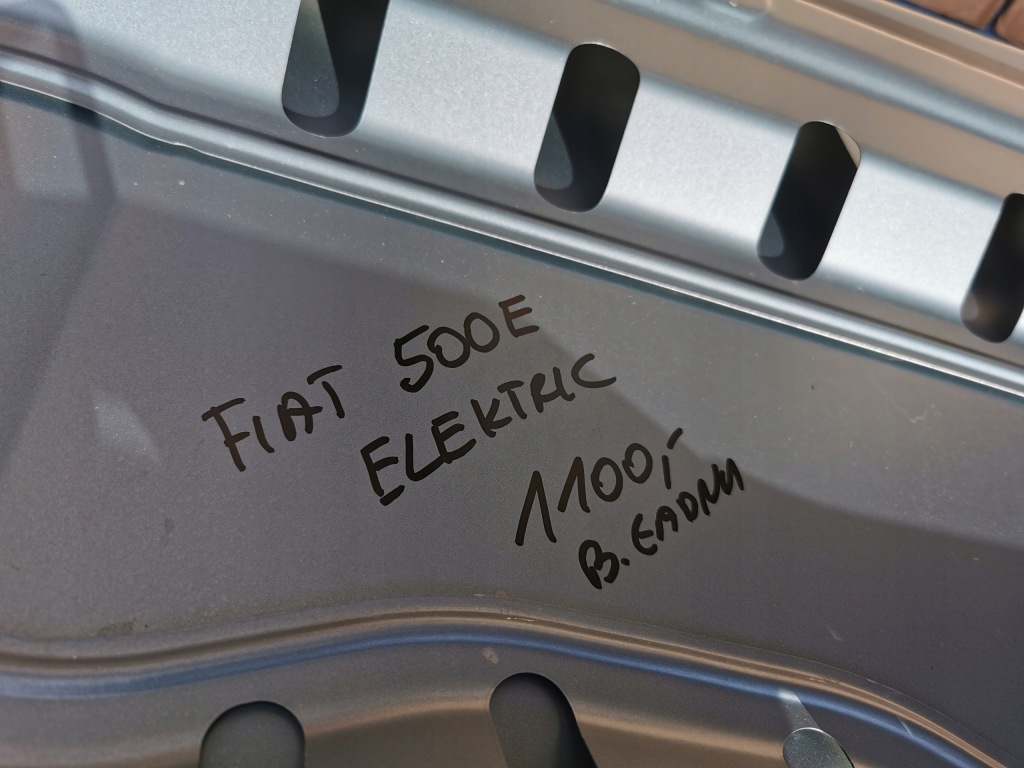 FIAT 500E
ELEKTRIC
1100,-
B.